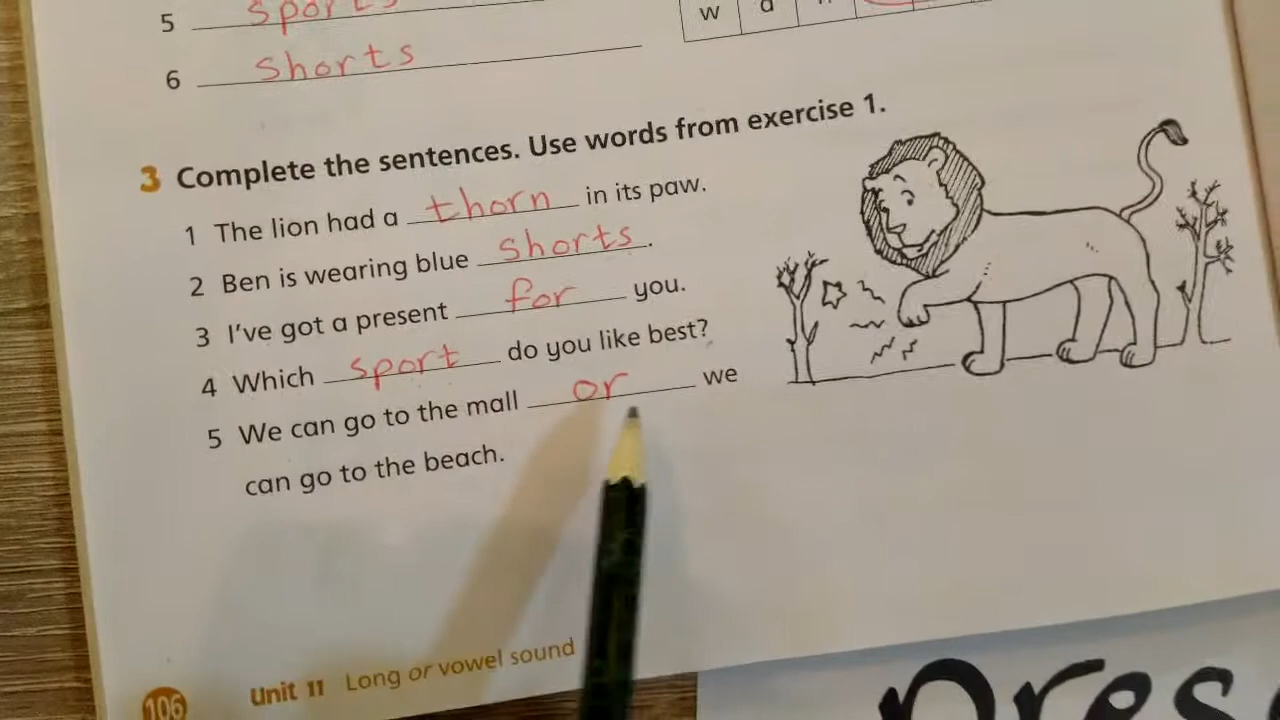 5 sports
6 shorts
w a
3 Complete the sentences. Use words from exercise 1.
1 The lion had a thorn in its paw.
2 Ben is wearing blue shorts.
3 I've got a present for you.
4 Which sport do you like best?
5 We can go to the mall or we
can go to the beach.
106 Unit 11 Long or vowel sound